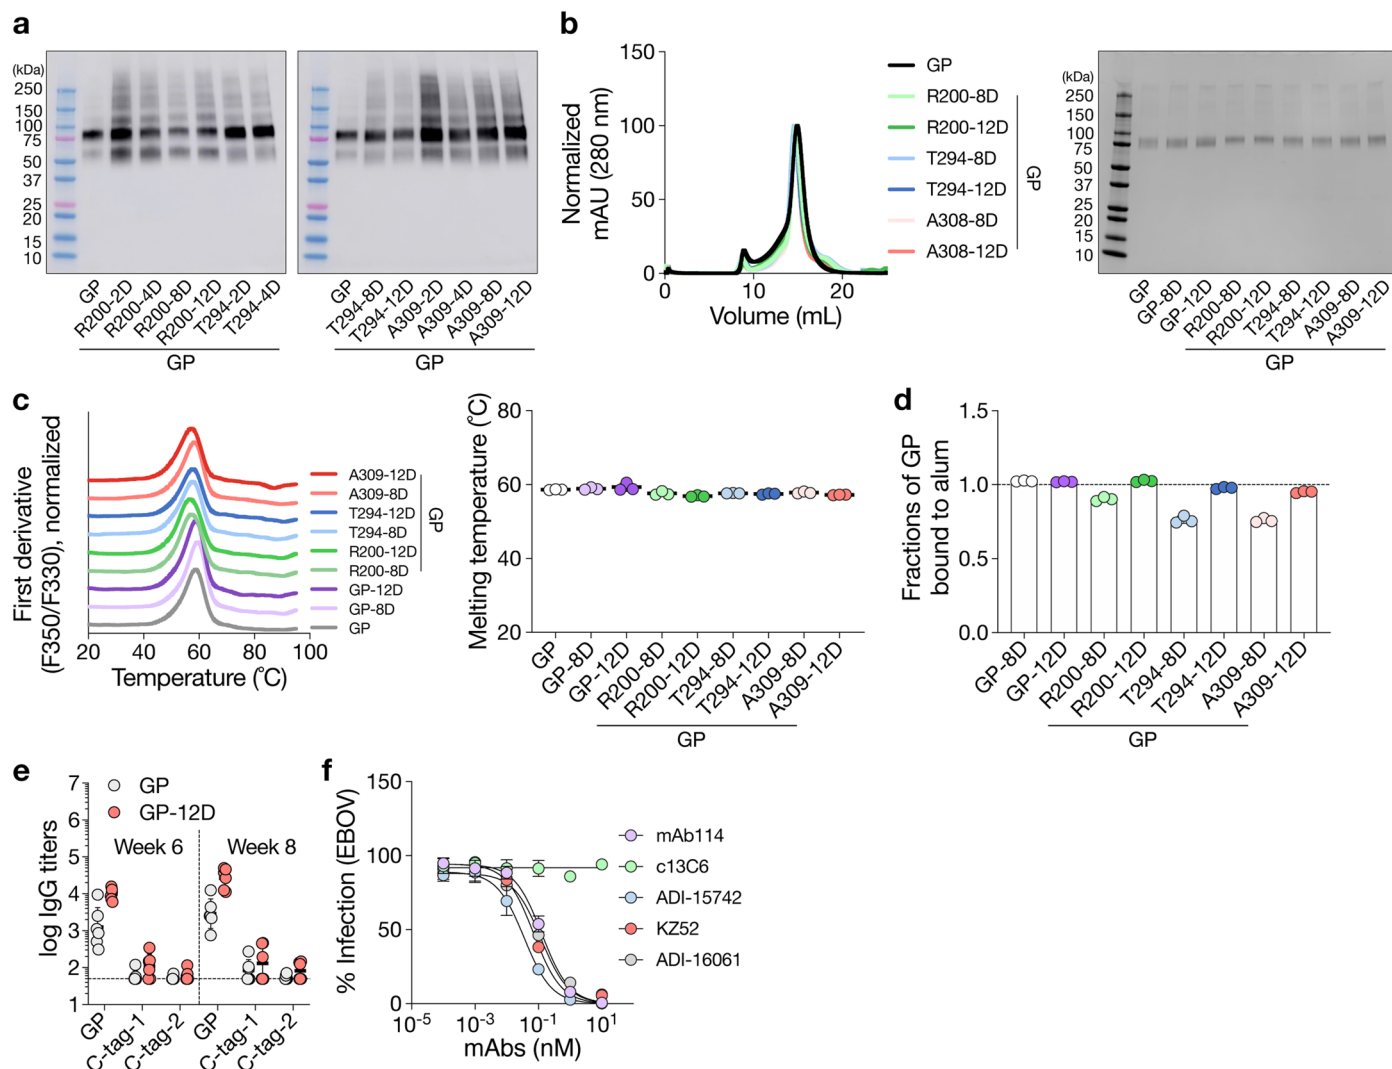 a
(kDa)
250
150
100
75
50
37
25
20
15
10
GP
R200-2D
R200-4D
R200-8D
R200-12D
T294-2D
T294-4D
GP
GP
T294-8D
T294-12D
A309-2D
A309-4D
A309-8D
A309-12D
GP
b
Normalized
mAU (280 nm)
150
100
50
0
0
10
20
Volume (mL)
GP
R200-8D
R200-12D
T294-8D
T294-12D
A308-8D
A308-12D
GP
(kDa)
250
150
100
75
50
37
25
20
15
10
GP
GP-8D
GP-12D
R200-8D
R200-12D
T294-8D
T294-12D
A309-8D
A309-12D
GP
c
First derivative
(F350/F330), normalized
20
40
60
80
100
Temperature (°C)
A309-12D
A309-8D
T294-12D
T294-8D
R200-12D
R200-8D
GP-12D
GP-8D
GP
GP
Melting temperature (°C)
80
60
40
20
GP
GP-8D
GP-12D
R200-8D
R200-12D
T294-8D
T294-12D
A309-8D
A309-12D
GP
d
Fractions of GP
bound to alum
1.5
1.0
0.5
0.0
GP-8D
GP-12D
R200-8D
R200-12D
T294-8D
T294-12D
A309-8D
A309-12D
GP
e
log IgG titers
7
6
5
4
3
2
1
GP
GP-12D
Week 6
Week 8
GP
C-tag-1
C-tag-2
GP
C-tag-1
C-tag-2
f
% Infection (EBOV)
150
100
50
0
10⁻⁵
10⁻³
10⁻¹
10¹
mAbs (nM)
mAb114
c13C6
ADI-15742
KZ52
ADI-16061